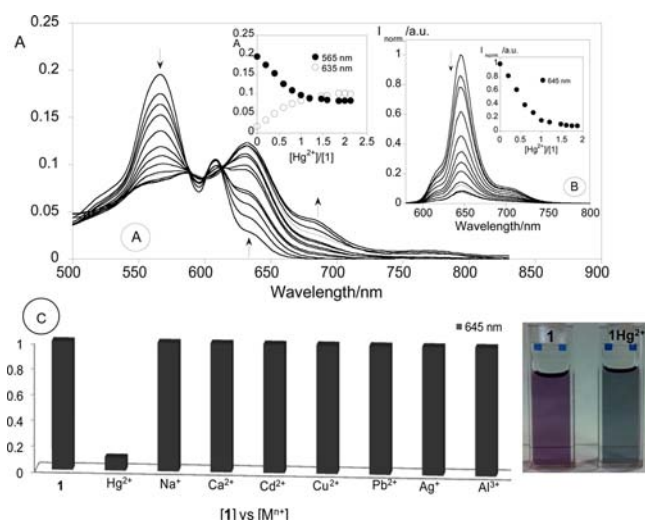 A
0.25
0.2
0.15
0.1
0.05
0
500
600
650
700
750
800
900
Wavelength/nm
A
A
0.2
0.15
0.1
0.05
0
565 nm
635 nm
0 0.5 1 1.5 2 2.5
[Hg²⁺]/[1]
I norm./a.u.
1
0.8
0.6
0.4
0.2
0
580 600 650 700 750 800
Wavelength/nm
B
I norm./a.u.
1
0.8
0.6
0.4
0.2
0
645 nm
0 0.5 1 1.5 2
[Hg²⁺]/[1]
C
645 nm
1
0.8
0.6
0.4
0.2
0
1 Hg²⁺ Na⁺ Ca²⁺ Cd²⁺ Cu²⁺ Pb²⁺ Ag⁺ Al³⁺
[1] vs [Mⁿ⁺]
1 1Hg²⁺